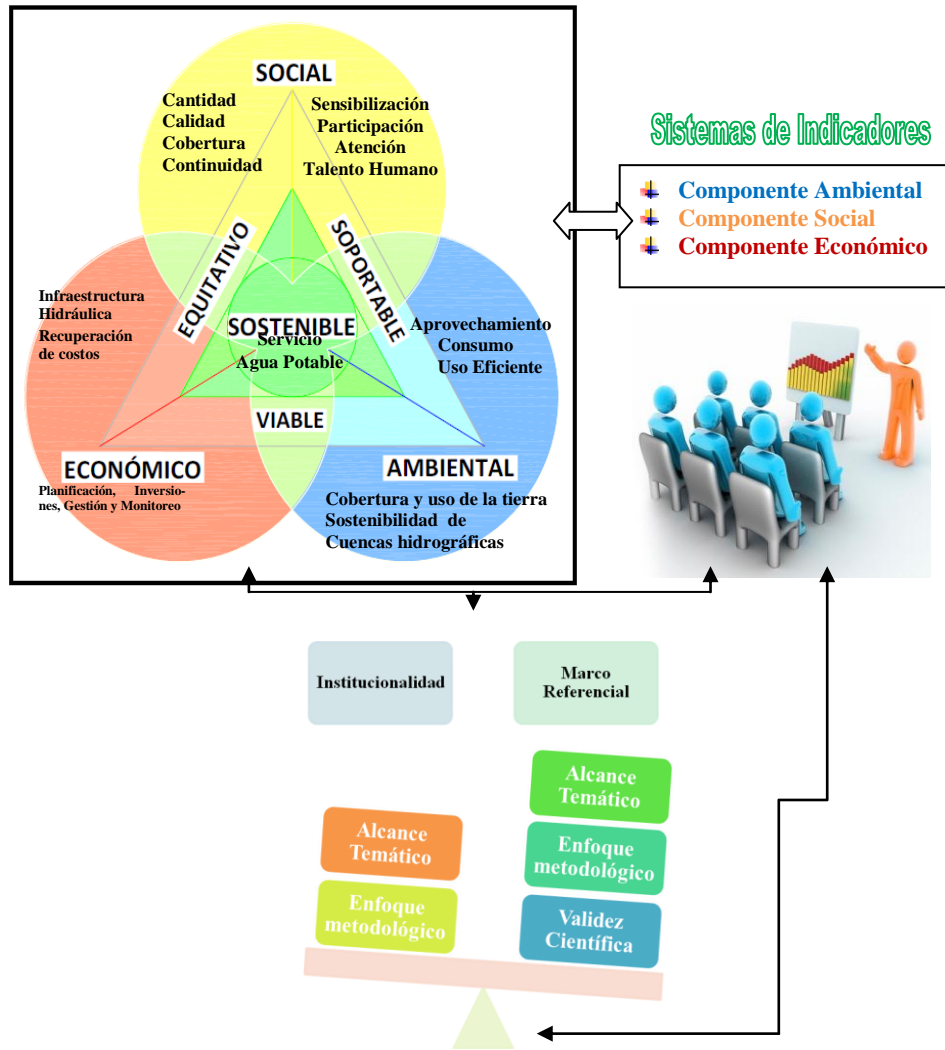 SOCIAL
Cantidad
Calidad
Cobertura
Continuidad
Sensibilización
Participación
Atención
Talento Humano
EQUITATIVO
SOPORTABLE
Infraestructura
Hidráulica
Recuperación
de costos
SOSTENIBLE
Servicio
Agua Potable
Aprovechamiento
Consumo
Uso Eficiente
VIABLE
ECONÓMICO
Planificación, Inversio-
nes, Gestión y Monitoreo
AMBIENTAL
Cobertura y uso de la tierra
Sostenibilidad de
Cuencas hidrográficas
Sistemas de Indicadores
Componente Ambiental
Componente Social
Componente Económico
Institucionalidad
Marco
Referencial
Alcance
Temático
Enfoque
metodológico
Alcance
Temático
Enfoque
metodológico
Validez
Científica